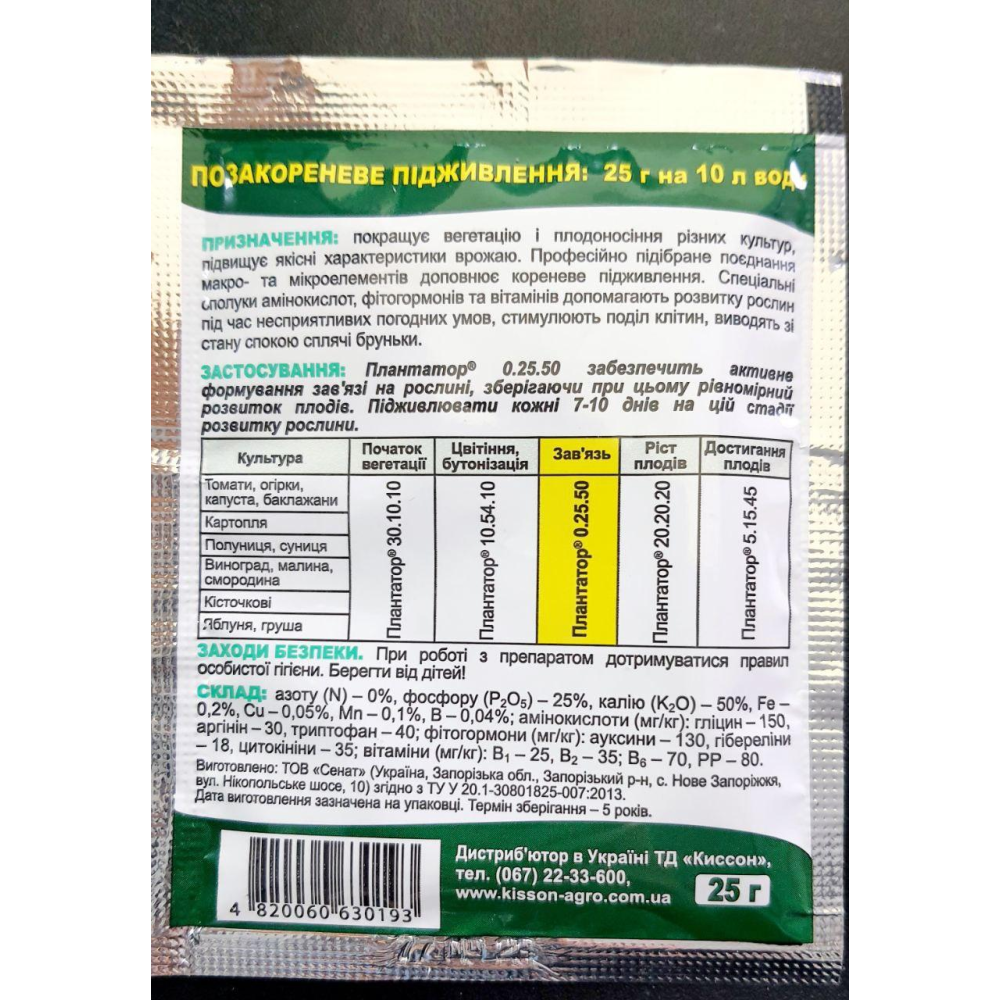 ПОЗАКОРЕНЕВЕ ПІДЖИВЛЕННЯ: 25 г на 10 л вод
ПРИЗНАЧЕННЯ: покращує вегетацію і плодоносіння різних культур,
підвищує якісні характеристики врожаю. Професійно підібране поєднання
макро- та мікроелементів доповнює кореневе підживлення. Спеціальні
сполуки амінокислот, фітогормонів та вітамінів допомагають розвитку рослин
під час несприятливих погодних умов, стимулюють поділ клітин, виводять зі
стану спокою сплячі бруньки.
ЗАСТОСУВАННЯ: Плантатор® 0.25.50 забезпечить активне
формування зав'язі на рослині, зберігаючи при цьому рівномірний
розвиток плодів. Підживлювати кожні 7-10 днів на цій стадії
розвитку рослини.
Культура
Початок
вегетації
Цвітіння,
бутонізація
Зав'язь
Ріст
плодів
Достигання
плодів
Томати, огірки,
капуста, баклажани
Картопля
Полуниця, суниця
Виноград, малина,
смородина
Кісточкові
Яблуня, груша
Плантатор® 30.10.10
Плантатор® 10.54.10
Плантатор® 0.25.50
Плантатор® 20.20.20
Плантатор® 5.15.45
ЗАХОДИ БЕЗПЕКИ. При роботі з препаратом дотримуватися правил
особистої гігієни. Берегти від дітей!
СКЛАД: азоту (N) – 0%, фосфору (P₂O₅) – 25%, калію (K₂O) – 50%, Fe –
0,2%, Cu – 0,05%, Mn – 0,1%, B – 0,04%; амінокислоти (мг/кг): гліцин – 150,
аргінін – 30, триптофан – 40; фітогормони (мг/кг): ауксини – 130, гібереліни
– 18, цитокініни – 35; вітаміни (мг/кг): B₁ – 25, B₂ – 35; B₆ – 70, PP – 80.
Виготовлено: ТОВ «Сенат» (Україна, Запорізька обл., Запорізький р-н, с. Нове Запоріжжя,
вул. Нікопольське шосе, 10) згідно з ТУ У 20.1-30801825-007:2013.
Дата виготовлення зазначена на упаковці. Термін зберігання – 5 років.
Дистриб'ютор в Україні ТД «Киссон»,
тел. (067) 22-33-600,
www.kisson-agro.com.ua
25 г
4 820060 630193